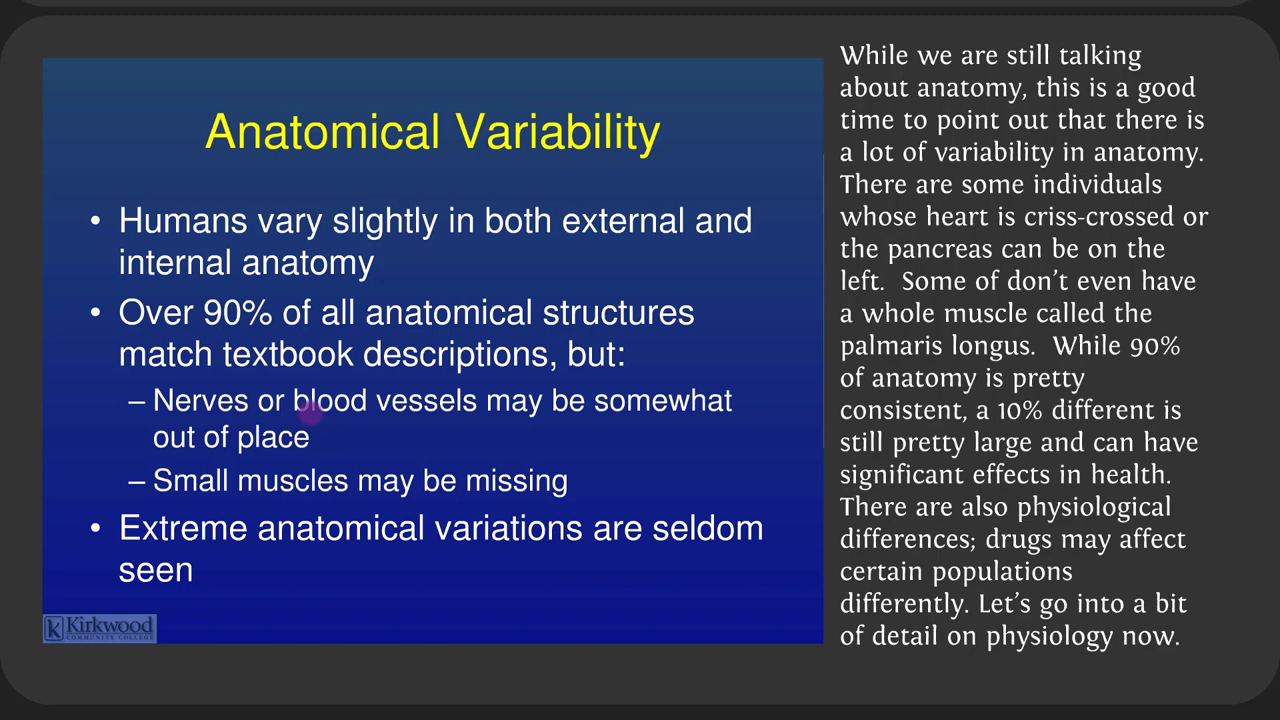 Anatomical Variability
• Humans vary slightly in both external and
internal anatomy
• Over 90% of all anatomical structures
match textbook descriptions, but:
– Nerves or blood vessels may be somewhat
out of place
– Small muscles may be missing
• Extreme anatomical variations are seldom
seen
Kirkwood
COMMUNITY COLLEGE
While we are still talking
about anatomy, this is a good
time to point out that there is
a lot of variability in anatomy.
There are some individuals
whose heart is criss-crossed or
the pancreas can be on the
left.  Some of don't even have
a whole muscle called the
palmaris longus.  While 90%
of anatomy is pretty
consistent, a 10% different is
still pretty large and can have
significant effects in health.
There are also physiological
differences; drugs may affect
certain populations
differently. Let's go into a bit
of detail on physiology now.